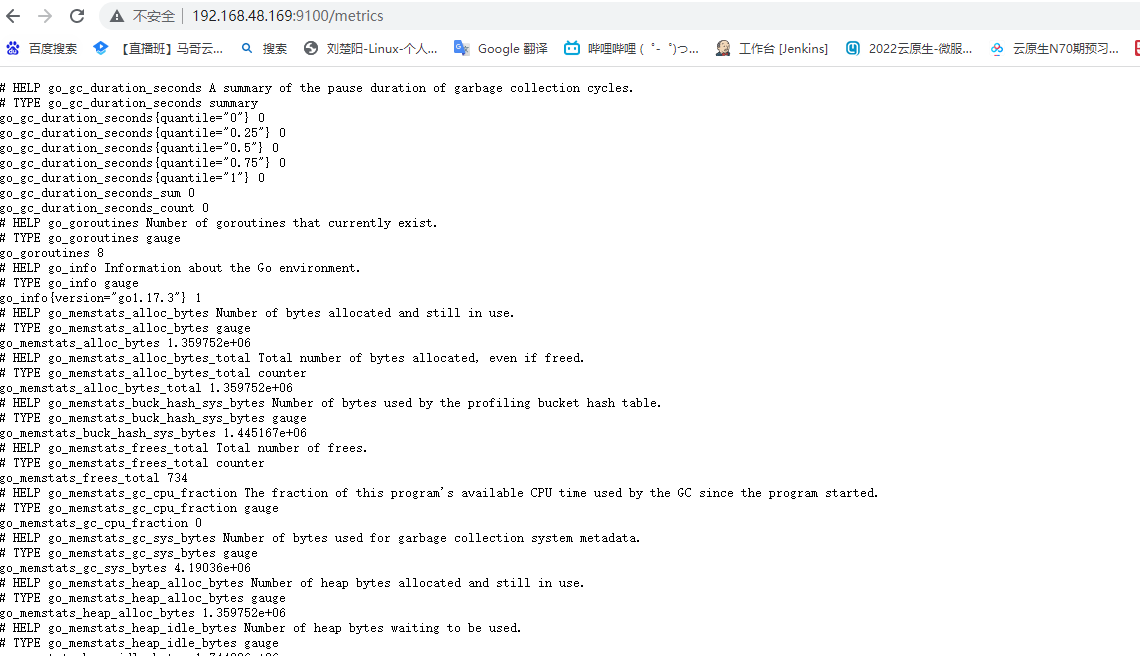 不安全 192.168.48.169:9100/metrics
百度搜索 【直播班】马哥云... 搜索 刘楚阳-Linux-个人... Google 翻译 哔哩哔哩 ( ゜- ゜)つ... 工作台 [Jenkins] 2022云原生-微服... 云原生N70期预习...
# HELP go_gc_duration_seconds A summary of the pause duration of garbage collection cycles.
# TYPE go_gc_duration_seconds summary
go_gc_duration_seconds{quantile="0"} 0
go_gc_duration_seconds{quantile="0.25"} 0
go_gc_duration_seconds{quantile="0.5"} 0
go_gc_duration_seconds{quantile="0.75"} 0
go_gc_duration_seconds{quantile="1"} 0
go_gc_duration_seconds_sum 0
go_gc_duration_seconds_count 0
# HELP go_goroutines Number of goroutines that currently exist.
# TYPE go_goroutines gauge
go_goroutines 8
# HELP go_info Information about the Go environment.
# TYPE go_info gauge
go_info{version="go1.17.3"} 1
# HELP go_memstats_alloc_bytes Number of bytes allocated and still in use.
# TYPE go_memstats_alloc_bytes gauge
go_memstats_alloc_bytes 1.359752e+06
# HELP go_memstats_alloc_bytes_total Total number of bytes allocated, even if freed.
# TYPE go_memstats_alloc_bytes_total counter
go_memstats_alloc_bytes_total 1.359752e+06
# HELP go_memstats_buck_hash_sys_bytes Number of bytes used by the profiling bucket hash table.
# TYPE go_memstats_buck_hash_sys_bytes gauge
go_memstats_buck_hash_sys_bytes 1.445167e+06
# HELP go_memstats_frees_total Total number of frees.
# TYPE go_memstats_frees_total counter
go_memstats_frees_total 734
# HELP go_memstats_gc_cpu_fraction The fraction of this program's available CPU time used by the GC since the program started.
# TYPE go_memstats_gc_cpu_fraction gauge
go_memstats_gc_cpu_fraction 0
# HELP go_memstats_gc_sys_bytes Number of bytes used for garbage collection system metadata.
# TYPE go_memstats_gc_sys_bytes gauge
go_memstats_gc_sys_bytes 4.19036e+06
# HELP go_memstats_heap_alloc_bytes Number of heap bytes allocated and still in use.
# TYPE go_memstats_heap_alloc_bytes gauge
go_memstats_heap_alloc_bytes 1.359752e+06
# HELP go_memstats_heap_idle_bytes Number of heap bytes waiting to be used.
# TYPE go_memstats_heap_idle_bytes gauge